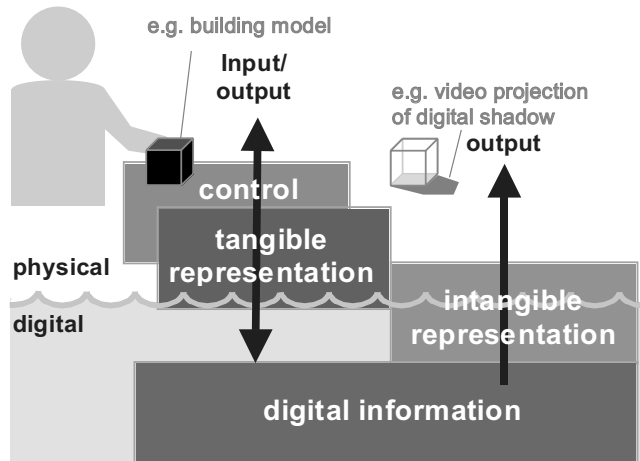 e.g. building model
Input/
output
e.g. video projection
of digital shadow
output
control
tangible
representation
physical
digital
intangible
representation
digital information